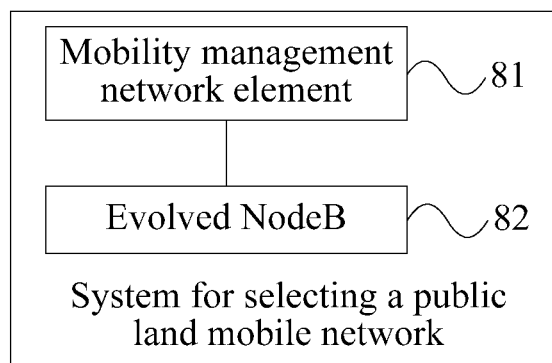 Mobility management
network element
81
Evolved NodeB
82
System for selecting a public
land mobile network